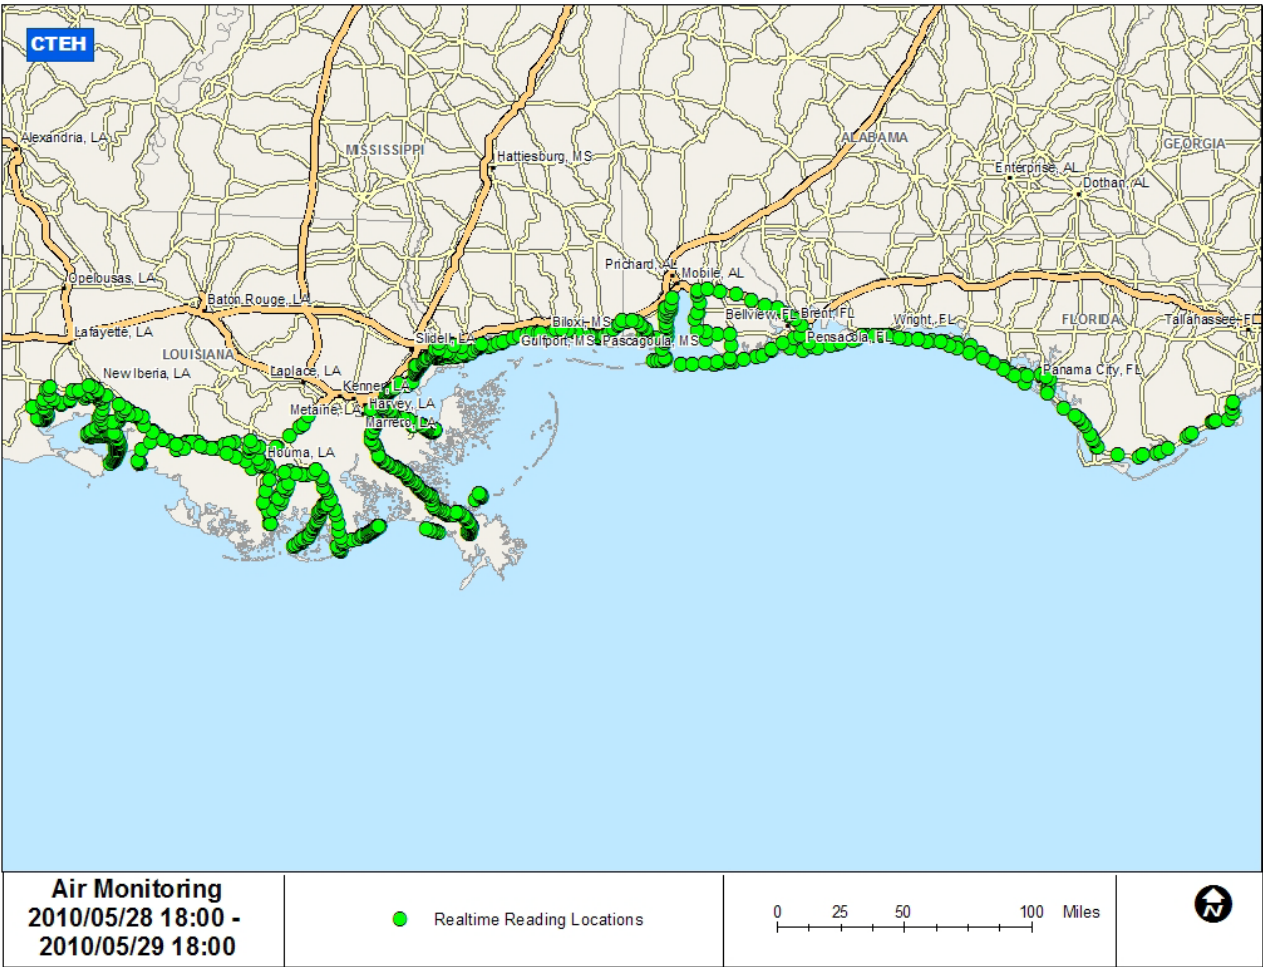 CTEH
Alexandria, LA
MISSISSIPPI
Hattiesburg, MS
ALABAMA
GEORGIA
Enterprise, AL
Dothan, AL
Opelousas, LA
Prichard, AL
Mobile, AL
Baton Rouge, LA
Lafayette, LA
LOUISIANA
Slidell, LA
Biloxi, MS
Gulfport, MS
Pascagoula, MS
Bellview, FL
Brent, FL
Pensacola, FL
Wright, FL
FLORIDA
Tallahassee, FL
New Iberia, LA
Laplace, LA
Kenner, LA
Metairie, LA
Harvey, LA
Marrero, LA
Panama City, FL
Houma, LA
Air Monitoring
2010/05/28 18:00 -
2010/05/29 18:00
Realtime Reading Locations
0 25 50 100 Miles
N